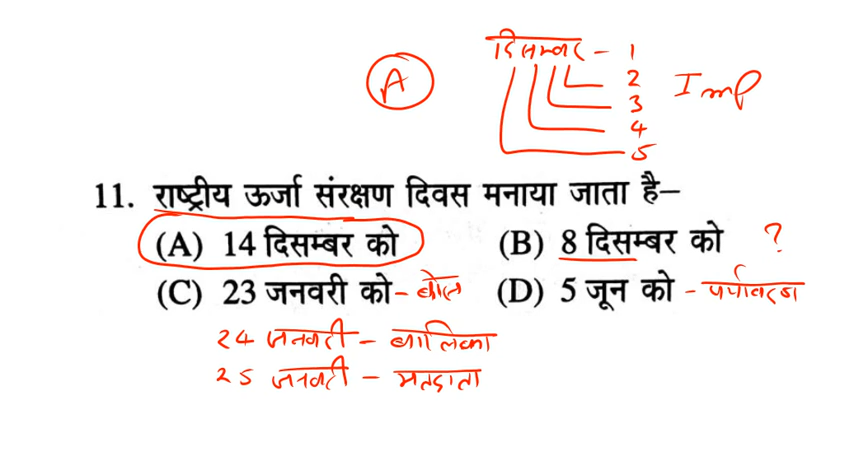 दिसम्बर - 1
A 2 Imp
3
4
5
11. राष्ट्रीय ऊर्जा संरक्षण दिवस मनाया जाता है–
(A) 14 दिसम्बर को (B) 8 दिसम्बर को ?
(C) 23 जनवरी को - बोस (D) 5 जून को - पर्यावरण
24 जनवरी - बालिका
25 जनवरी - मतदाता